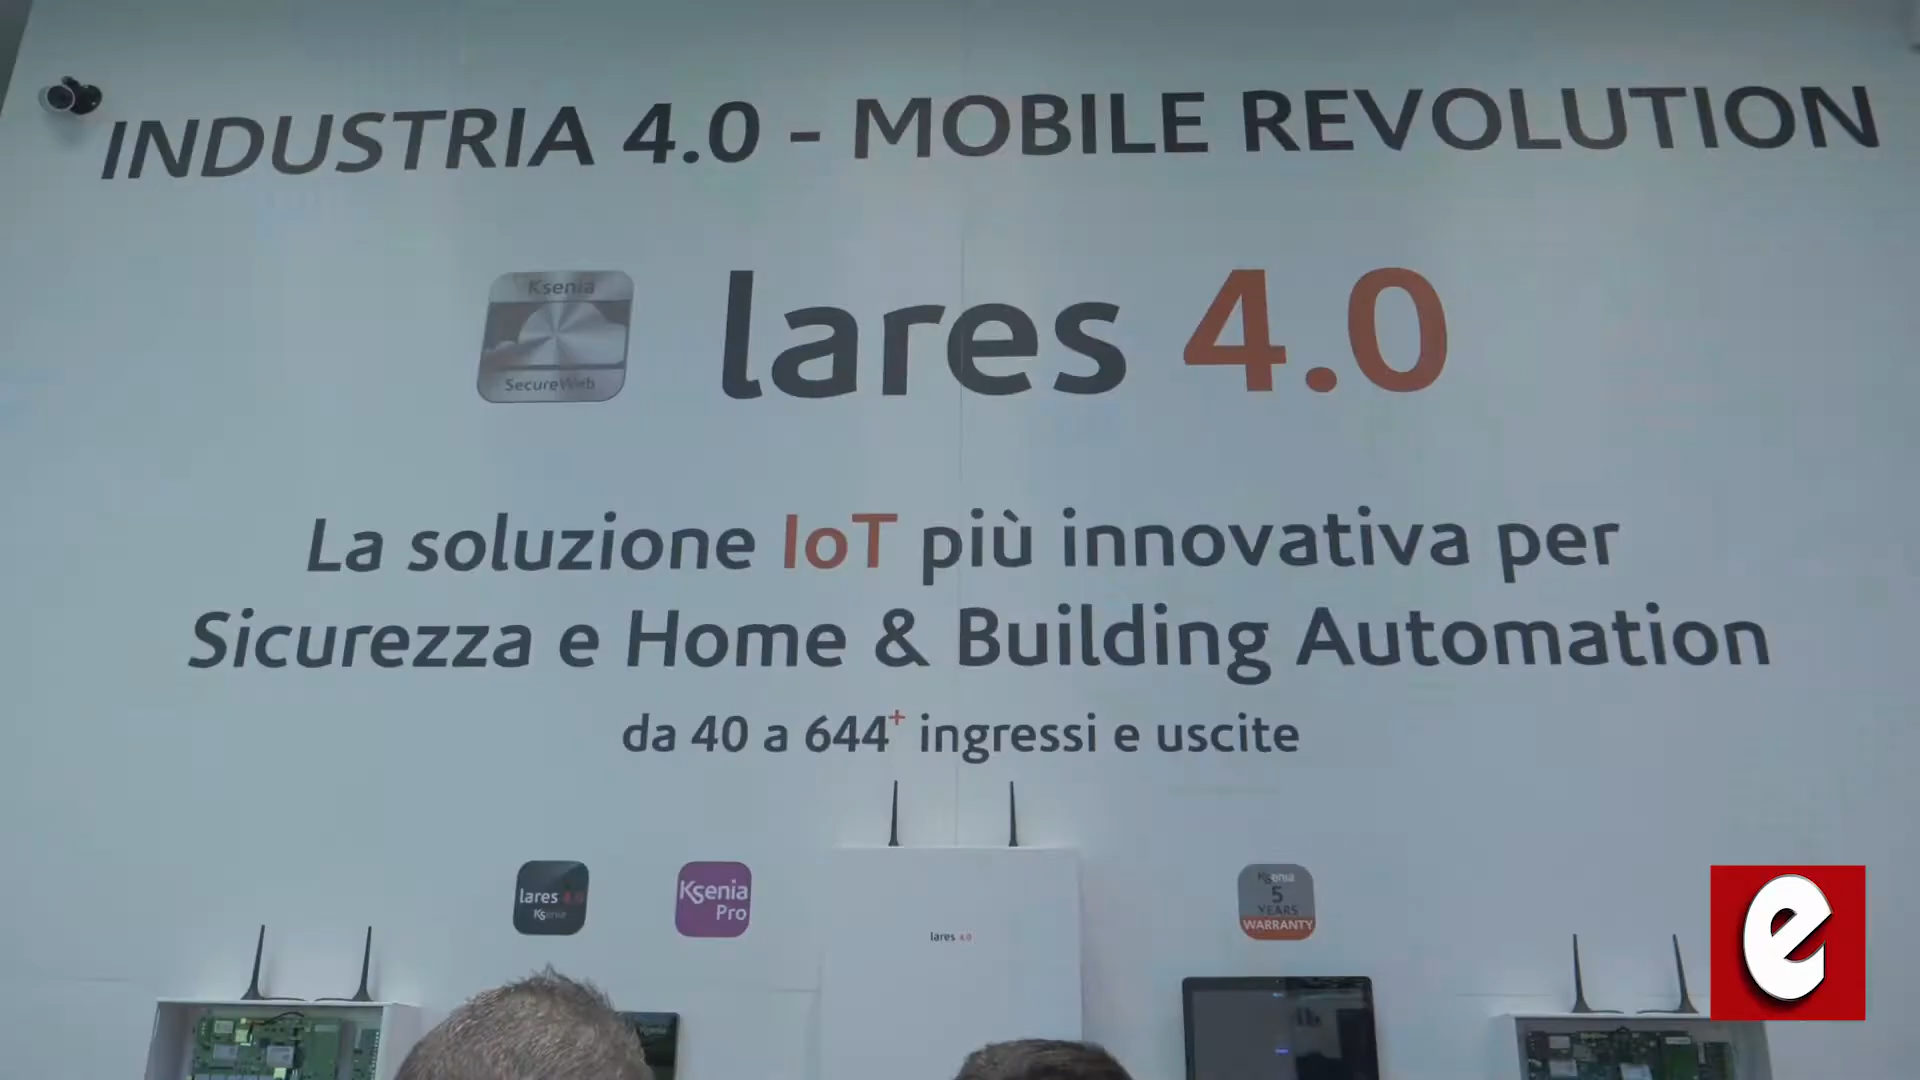 INDUSTRIA 4.0 - MOBILE REVOLUTION
Ksenia
SecureWeb
lares 4.0
La soluzione IoT più innovativa per
Sicurezza e Home & Building Automation
da 40 a 644+ ingressi e uscite
lares 4.0
Ksenia
Ksenia
Pro
lares 4.0
Ksenia
5
YEARS
WARRANTY
e